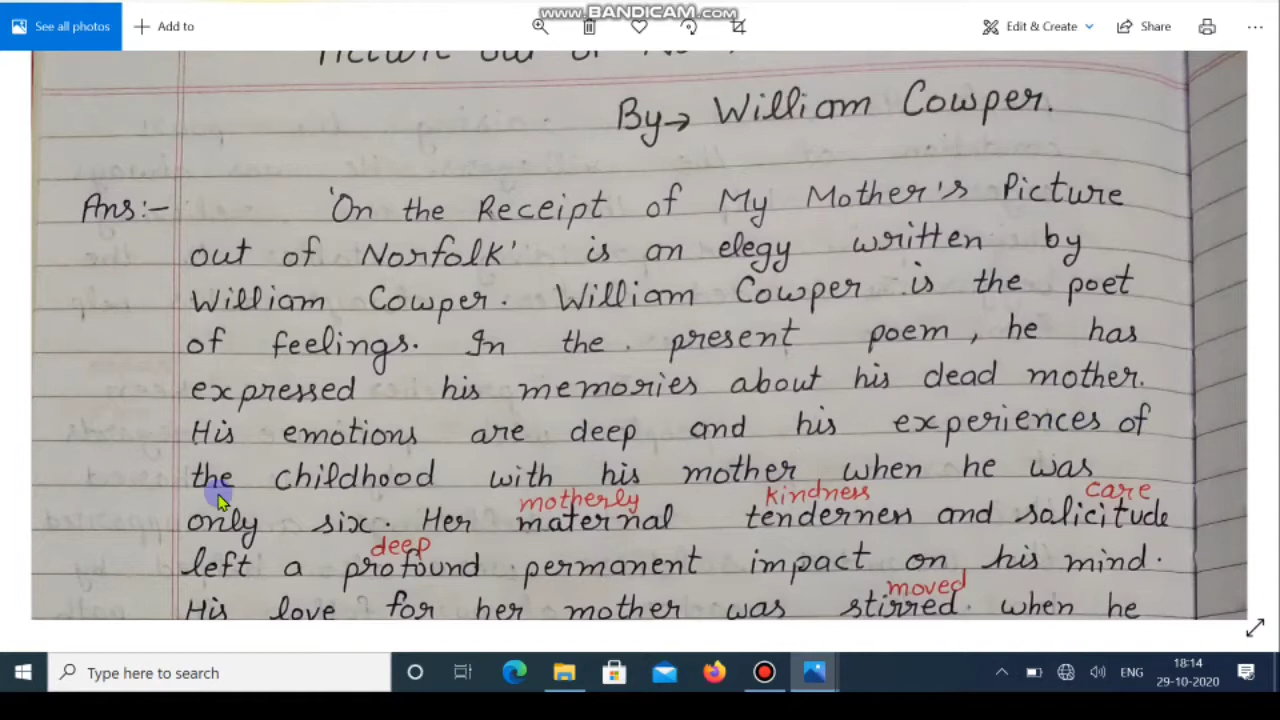 www.BANDICAM.com
See all photos
Add to
Edit & Create
Share
By → William Cowper.
Ans:- 'On the Receipt of My Mother's Picture
out of Norfolk' is an elegy written by
William Cowper. William Cowper is the poet
of feelings. In the present poem, he has
expressed his memories about his dead mother.
His emotions are deep and his experiences of
the childhood with his mother when he was
motherly kindness care
only six. Her maternal tenderness and salicitude
deep
left a profound permanent impact on his mind.
moved
His love for her mother was stirred when he
Type here to search
ENG
18:14
29-10-2020